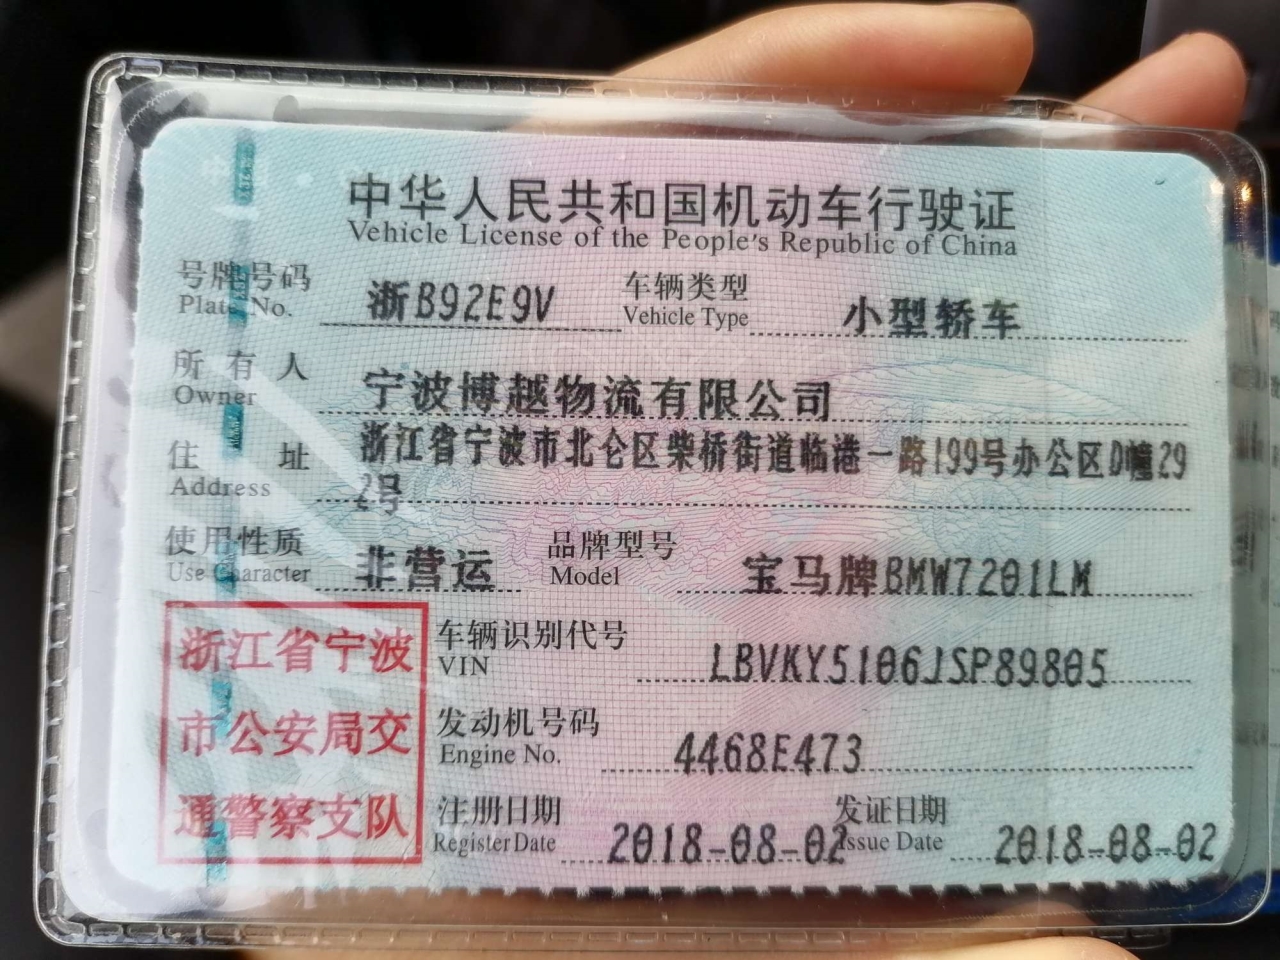 中华人民共和国机动车行驶证
Vehicle License of the People's Republic of China
号牌号码 浙B92E9V 车辆类型 小型轿车
Plate No. Vehicle Type
所有人 宁波博越物流有限公司
Owner
住址 浙江省宁波市北仑区柴桥街道临港一路199号办公区D幢29
Address 2号
使用性质 非营运 品牌型号 宝马牌BMW7201LM
Use Character Model
浙江省宁波
市公安局交
通警察支队
车辆识别代号 LBVKY5106JSP89805
VIN
发动机号码 4468E473
Engine No.
注册日期 2018-08-02 发证日期 2018-08-02
Register Date Issue Date